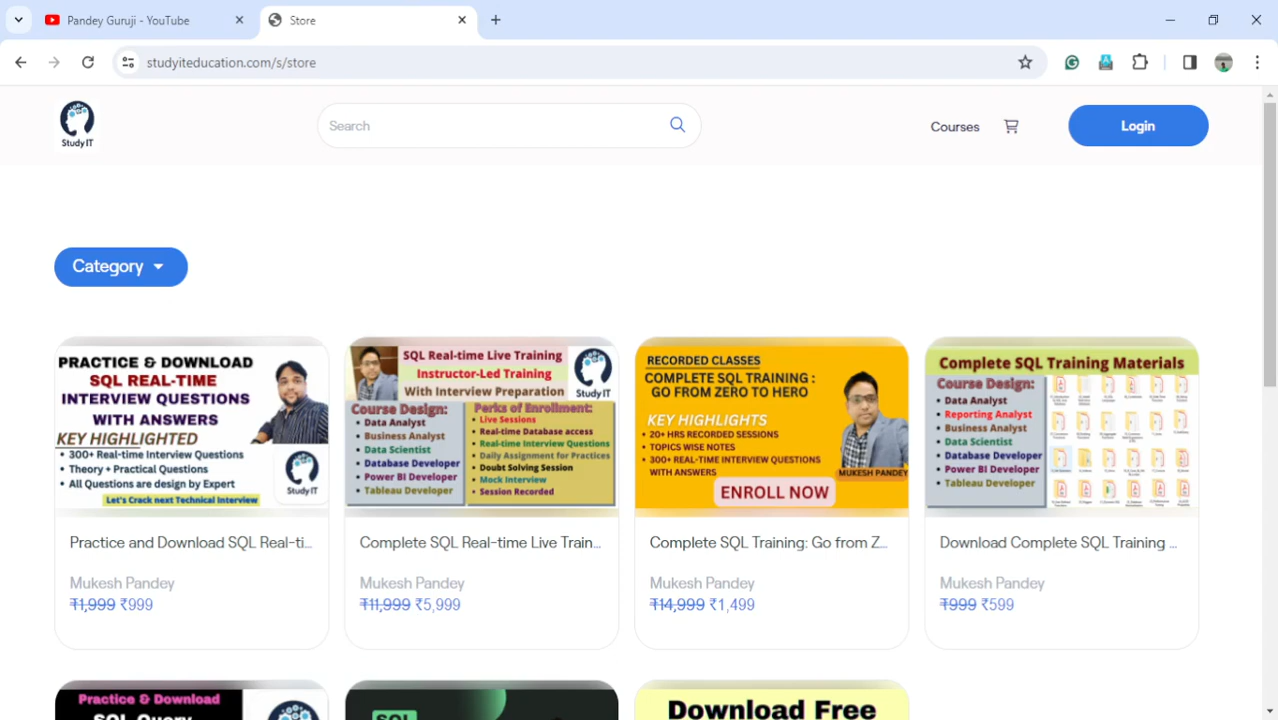 Pandey Guruji - YouTube
Store
studyiteducation.com/s/store
Study IT
Search
Courses
Login
Category
PRACTICE & DOWNLOAD
SQL REAL-TIME
INTERVIEW QUESTIONS
WITH ANSWERS
KEY HIGHLIGHTED
• 300+ Real-time Interview Questions
• Theory + Practical Questions
• All Questions are design by Expert
Let's Crack next Technical Interview
Study IT
Practice and Download SQL Real-ti...
Mukesh Pandey
₹1,999 ₹999
SQL Real-time Live Training
Instructor-Led Training
With Interview Preparation
Study IT
Course Design:
• Data Analyst
• Business Analyst
• Data Scientist
• Database Developer
• Power BI Developer
• Tableau Developer
Perks of Enrollment:
• Live Sessions
• Real-time Database access
• Real-time Interview Questions
• Daily Assignment for Practices
• Doubt Solving Session
• Mock Interview
• Session Recorded
Complete SQL Real-time Live Train...
Mukesh Pandey
₹11,999 ₹5,999
RECORDED CLASSES
COMPLETE SQL TRAINING :
GO FROM ZERO TO HERO
KEY HIGHLIGHTS
• 20+ HRS RECORDED SESSIONS
• TOPICS WISE NOTES
• 300+ REAL-TIME INTERVIEW QUESTIONS
WITH ANSWERS
MUKESH PANDEY
ENROLL NOW
Complete SQL Training: Go from Z...
Mukesh Pandey
₹14,999 ₹1,499
Complete SQL Training Materials
Course Design:
• Data Analyst
• Reporting Analyst
• Business Analyst
• Data Scientist
• Database Developer
• Power BI Developer
• Tableau Developer
Download Complete SQL Training ...
Mukesh Pandey
₹999 ₹599
Practice & Download
SQL Query
SQL
Download Free